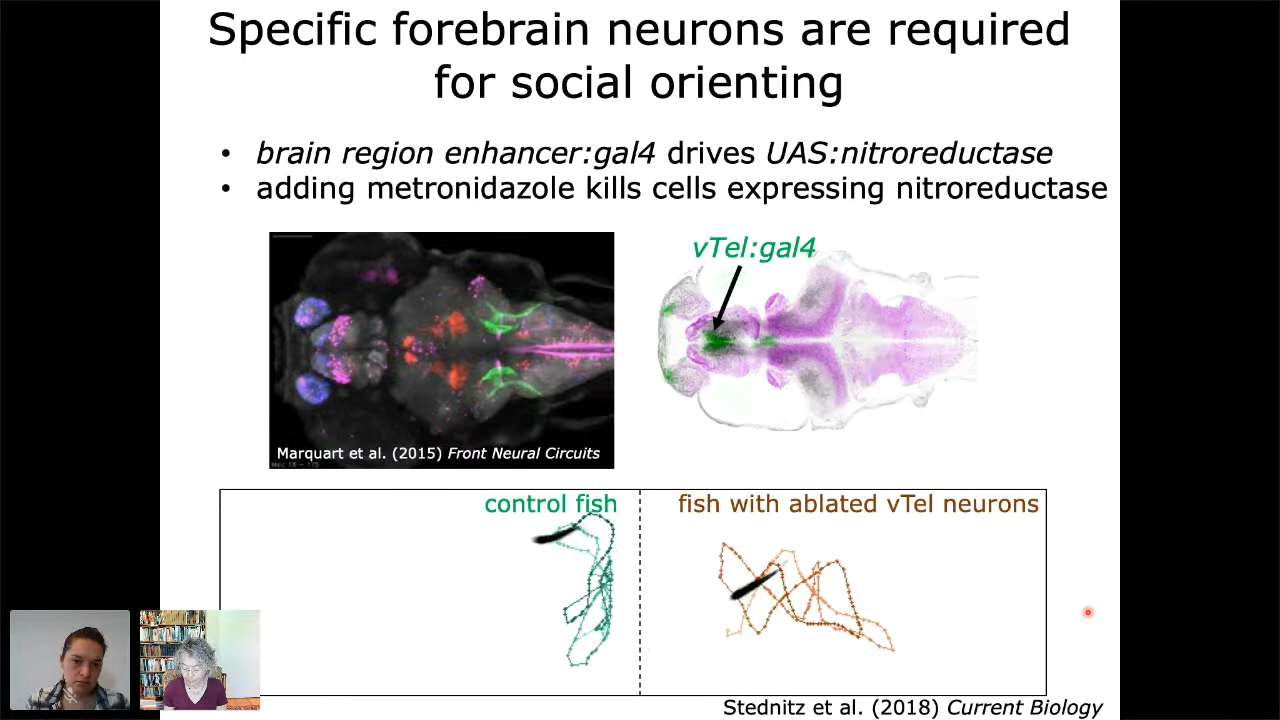 Specific forebrain neurons are required
for social orienting
• brain region enhancer:gal4 drives UAS:nitroreductase
• adding metronidazole kills cells expressing nitroreductase
vTel:gal4
Marquart et al. (2015) Front Neural Circuits
control fish
fish with ablated vTel neurons
Stednitz et al. (2018) Current Biology